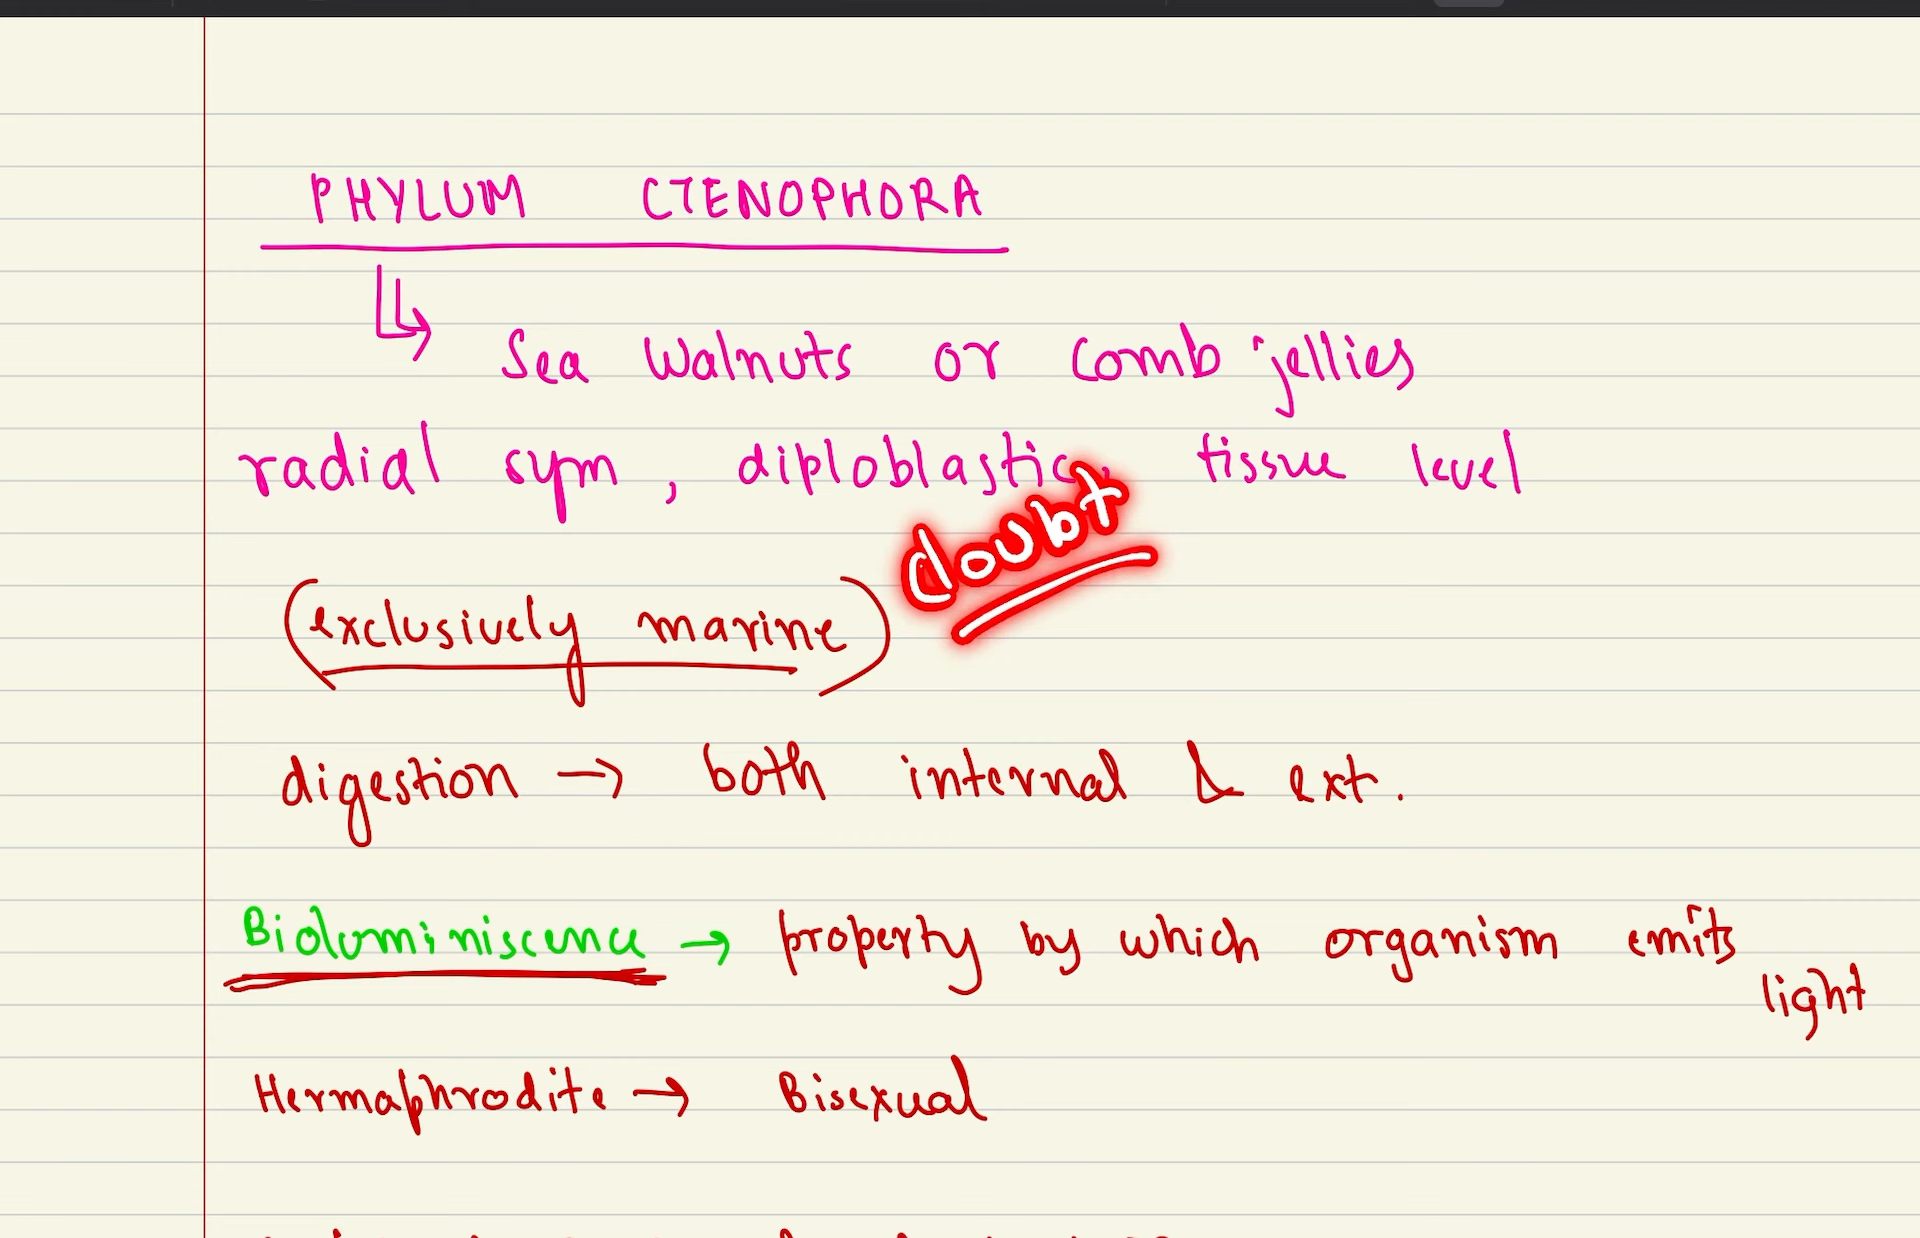 PHYLUM CTENOPHORA
Sea Walnuts or Comb jellies
radial sym, diploblastic, tissue level
doubt
(exclusively marine)
digestion → both internal & ext.
Bioluminiscence → property by which organism emits
light
Hermaphrodite → Bisexual